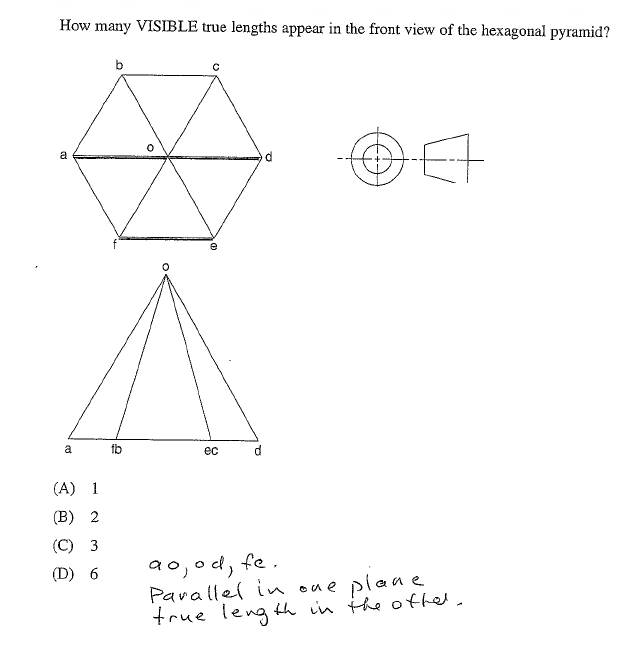 How many VISIBLE true lengths appear in the front view of the hexagonal pyramid?
b c
a o d
f e
o
a fb ec d
(A) 1
(B) 2
(C) 3
(D) 6
ao, od, fe.
Parallel in one plane
true length in the other.